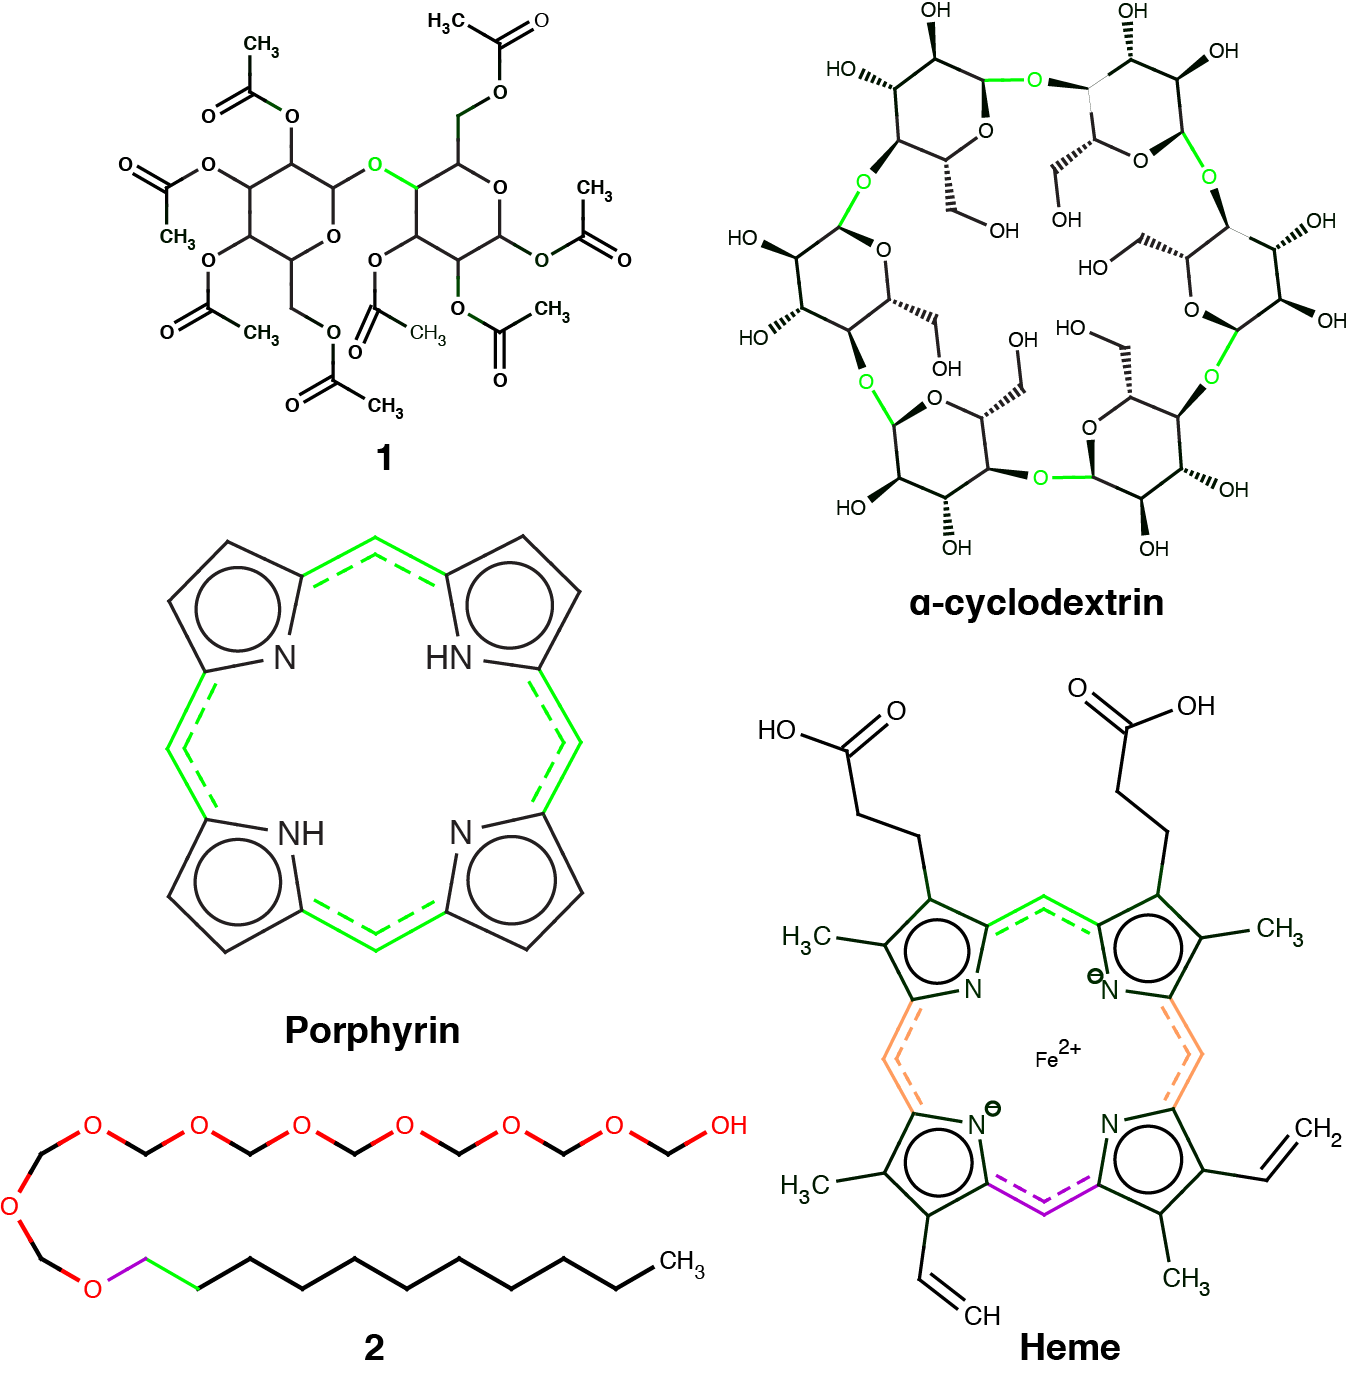 H₃C O
CH₃
O
O O
O O O
O CH₃
CH₃ O
O O O O
O CH₃
O CH₃ CH₃
O
O
O
O CH₃
1
OH OH
OH
HO O
O
O
O O
OH OH
OH
HO O
HO
O OH
HO
HO OH
OH
O O
O
O
O
OH
HO
OH OH
α-cyclodextrin
N HN
NH N
Porphyrin
O O O O O O OH
O
O CH₃
2
O OH
HO O
H₃C CH₃
N ⊖N
Fe²⁺
N⊖ N
CH₂
H₃C
CH₃
CH
Heme